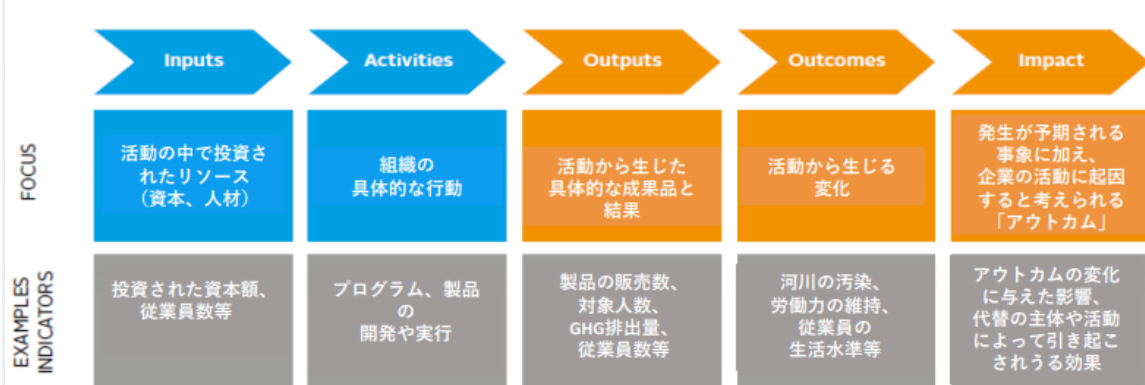 Inputs
Activities
Outputs
Outcomes
Impact
FOCUS
活動の中で投資さ
れたリソース
（資本、人材）
組織の
具体的な行動
活動から生じた
具体的な成果品と
結果
活動から生じる
変化
発生が予期される
事象に加え、
企業の活動に起因
すると考えられる
「アウトカム」
EXAMPLES
INDICATORS
投資された資本額、
従業員数等
プログラム、製品
の
開発や実行
製品の販売数、
対象人数、
GHG排出量、
従業員数等
河川の汚染、
労働力の維持、
従業員の
生活水準等
アウトカムの変化
に与えた影響、
代替の主体や活動
によって引き起こ
されうる効果